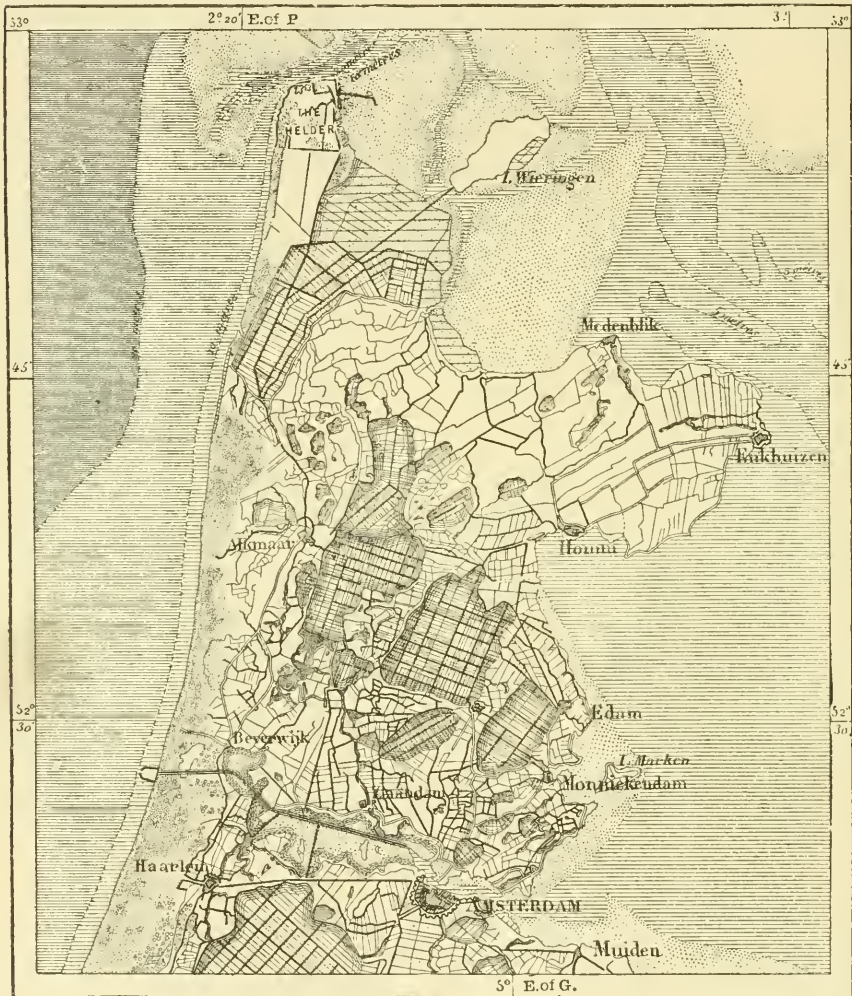 53°
2° 20' E. of P
3°
53°
THE
HELDER
I. Wieringen
Medenblik
45'
45'
Enkhuizen
Alkmaar
Hoorn
52°
30'
52°
30'
Edam
Beverwijk
I. Marken
Monnickendam
Zaandam
Haarlem
AMSTERDAM
Muiden
5° E. of G.